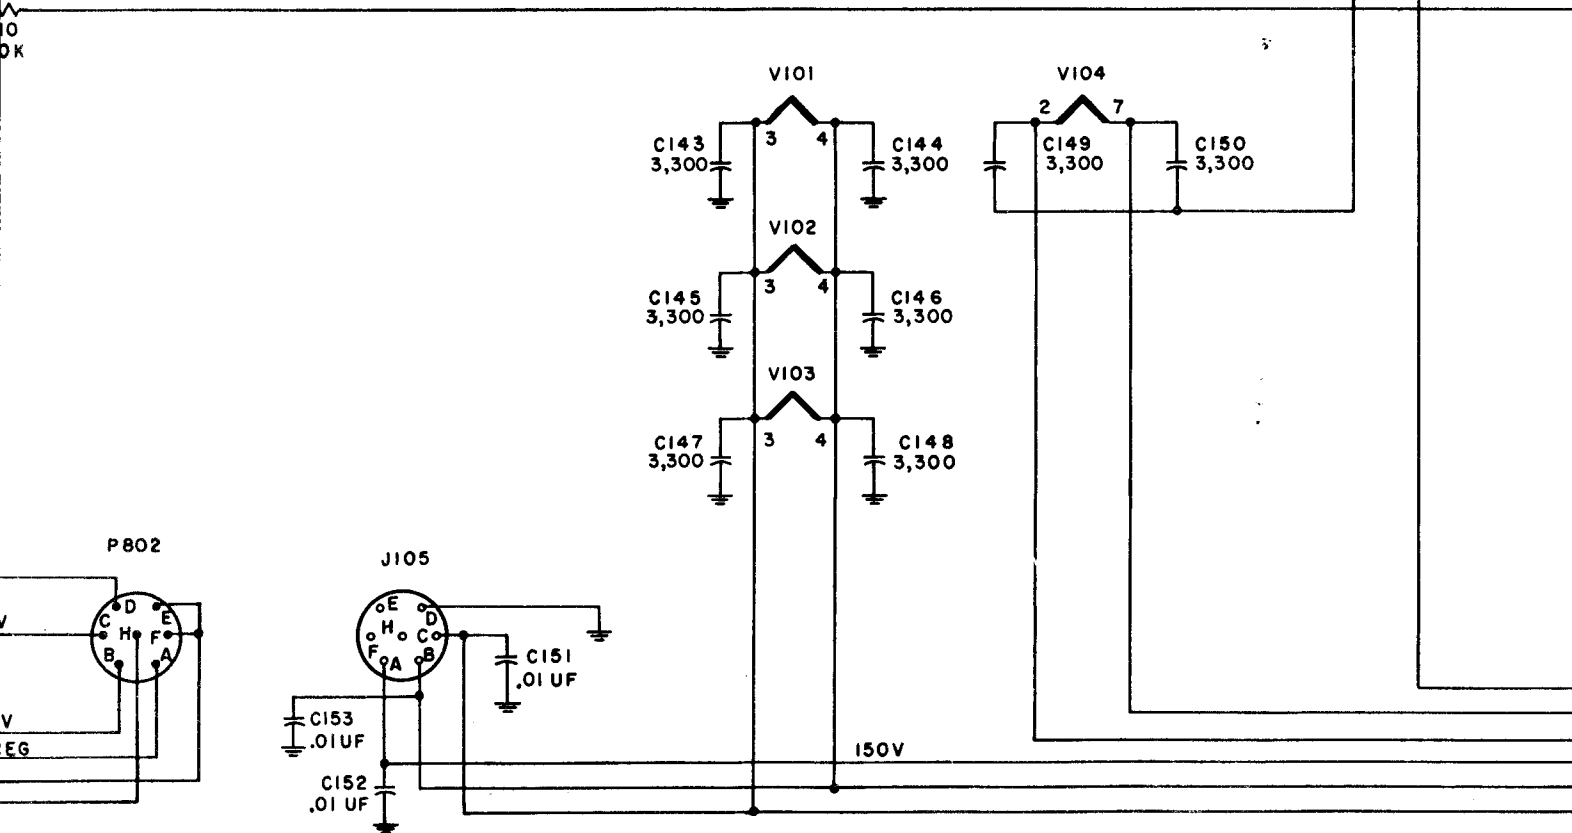 10
0K
V101
3 4
C143
3,300
C144
3,300
V104
2 7
C149
3,300
C150
3,300
V102
3 4
C145
3,300
C146
3,300
V103
3 4
C147
3,300
C148
3,300
P802
D E
C H F
B A
V
V
EG
J105
E D
H C
F A B
C151
.01 UF
C153
.01UF
C152
.01 UF
150V